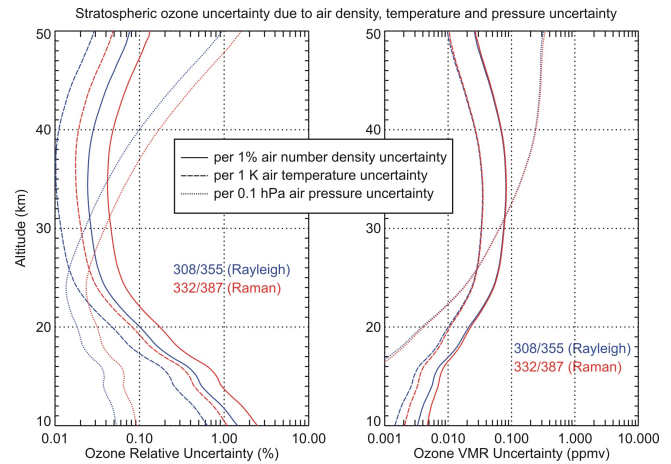 Stratospheric ozone uncertainty due to air density, temperature and pressure uncertainty
50
40
30
20
10
Altitude (km)
0.01
0.10
1.00
10.00
Ozone Relative Uncertainty (%)
308/355 (Rayleigh)
332/387 (Raman)
per 1% air number density uncertainty
per 1 K air temperature uncertainty
per 0.1 hPa air pressure uncertainty
50
40
30
20
10
0.001
0.010
0.100
1.000
10.000
Ozone VMR Uncertainty (ppmv)
308/355 (Rayleigh)
332/387 (Raman)